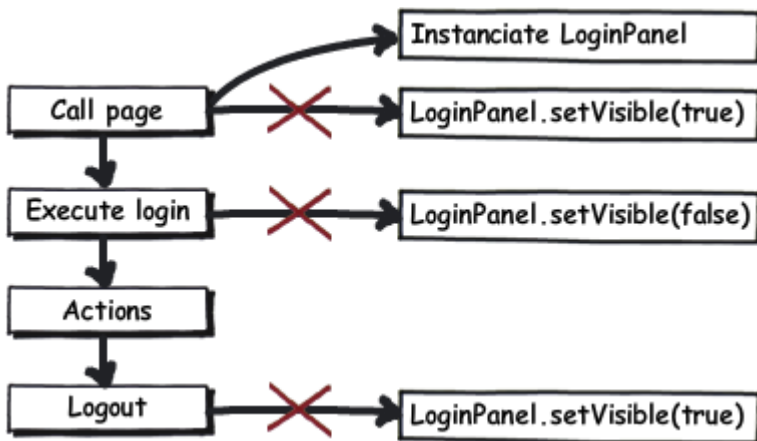 Instanciate LoginPanel
Call page
LoginPanel.setVisible(true)
Execute login
LoginPanel.setVisible(false)
Actions
Logout
LoginPanel.setVisible(true)